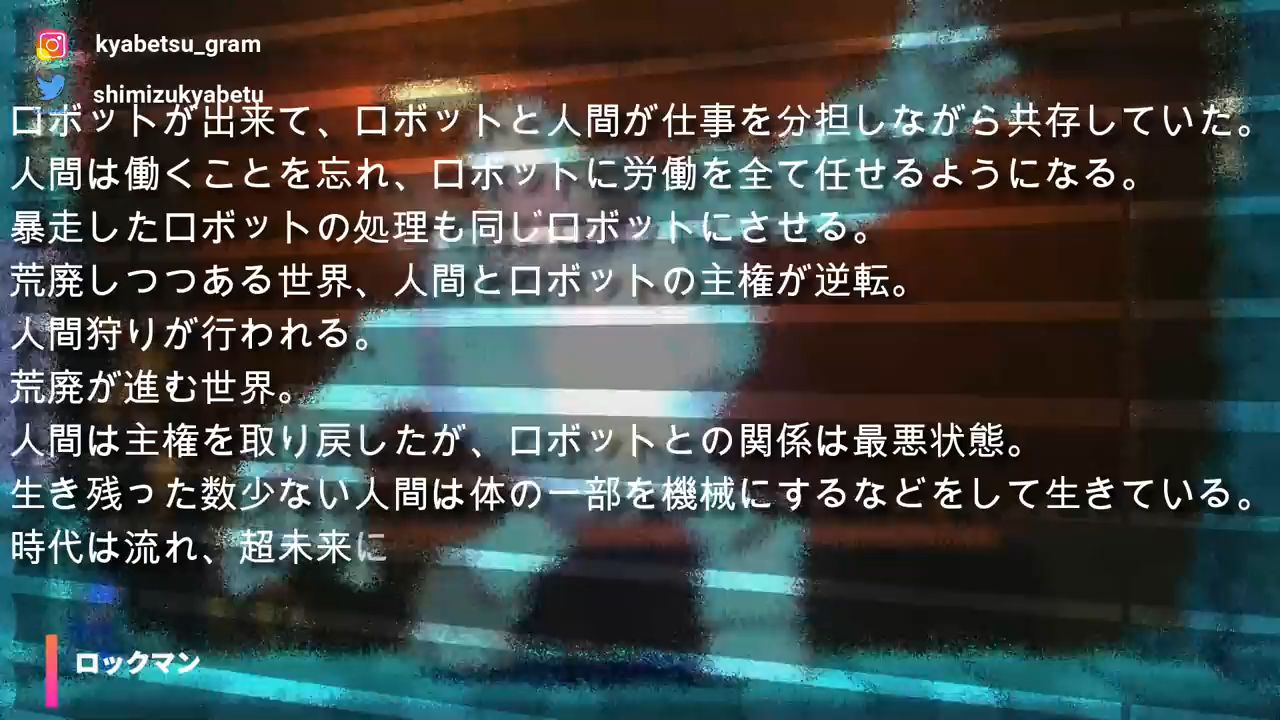 kyabetsu_gram
shimizukyabetu
ロボットが出来て、ロボットと人間が仕事を分担しながら共存していた。
人間は働くことを忘れ、ロボットに労働を全て任せるようになる。
暴走したロボットの処理も同じロボットにさせる。
荒廃しつつある世界、人間とロボットの主権が逆転。
人間狩りが行われる。
荒廃が進む世界。
人間は主権を取り戻したが、ロボットとの関係は最悪状態。
生き残った数少ない人間は体の一部を機械にするなどをして生きている。
時代は流れ、超未来に
ロックマン